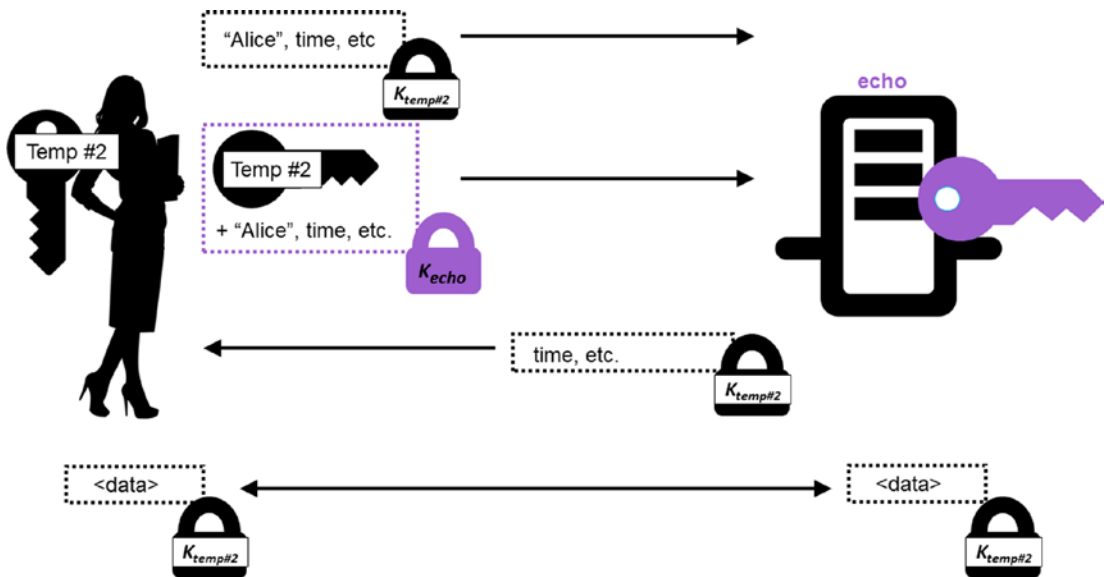 “Alice”, time, etc
Ktemp#2
echo
Temp #2
Temp #2
+ “Alice”, time, etc.
Kecho
time, etc.
Ktemp#2
<data>
<data>
Ktemp#2
Ktemp#2